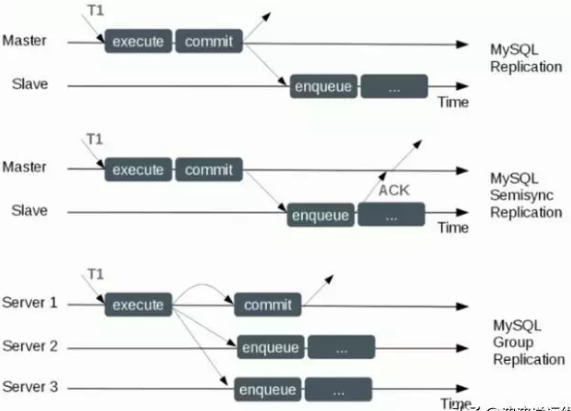 T1
Master execute commit
MySQL
Replication
Slave enqueue ...
Time
T1
Master execute commit
MySQL
Semisync
Replication
ACK
Slave enqueue ...
Time
T1
Server 1 execute commit
MySQL
Group
Replication
Server 2 enqueue ...
Server 3 enqueue ...
Time